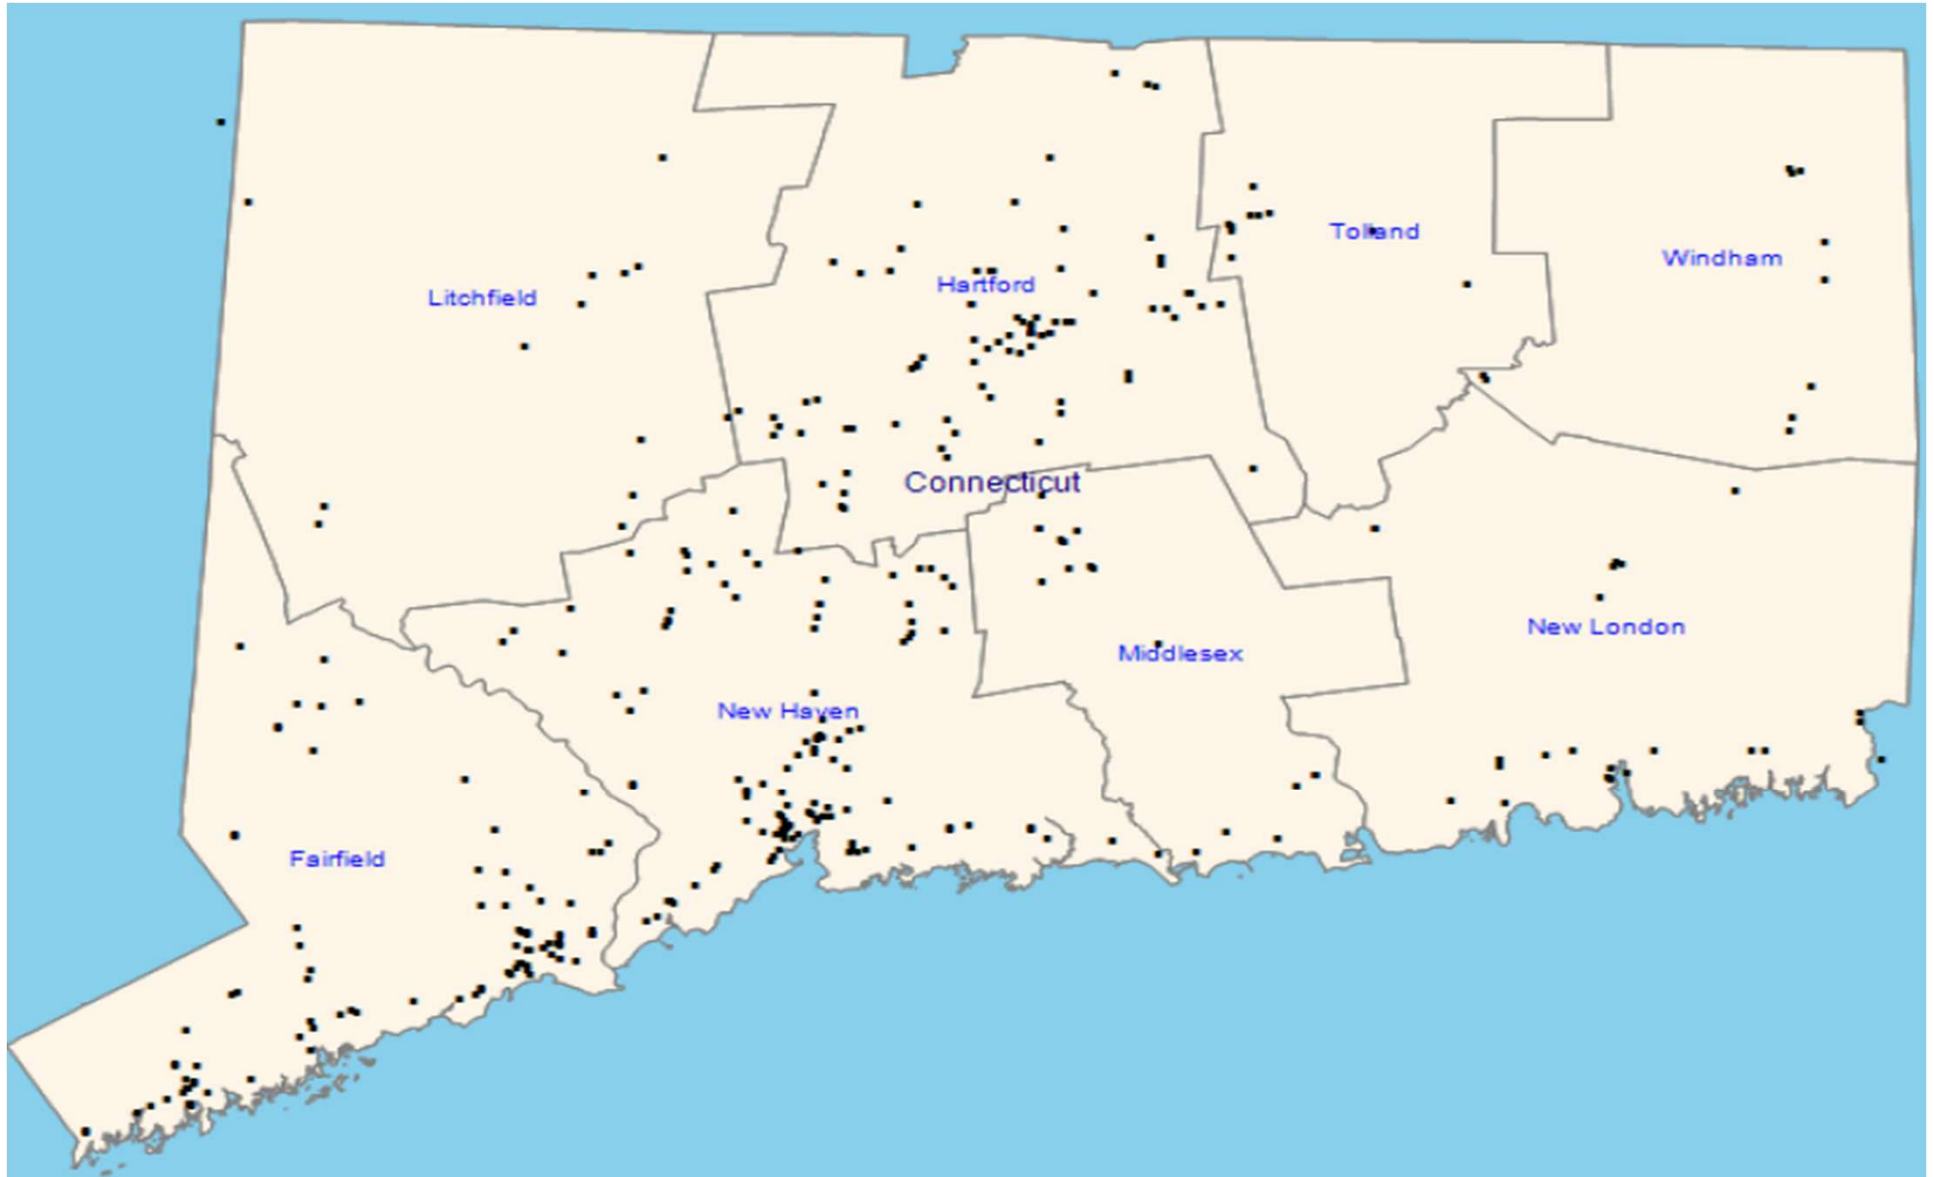 Tolland
Windham
Hartford
Litchfield
Connecticut
New London
Middlesex
New Haven
Fairfield